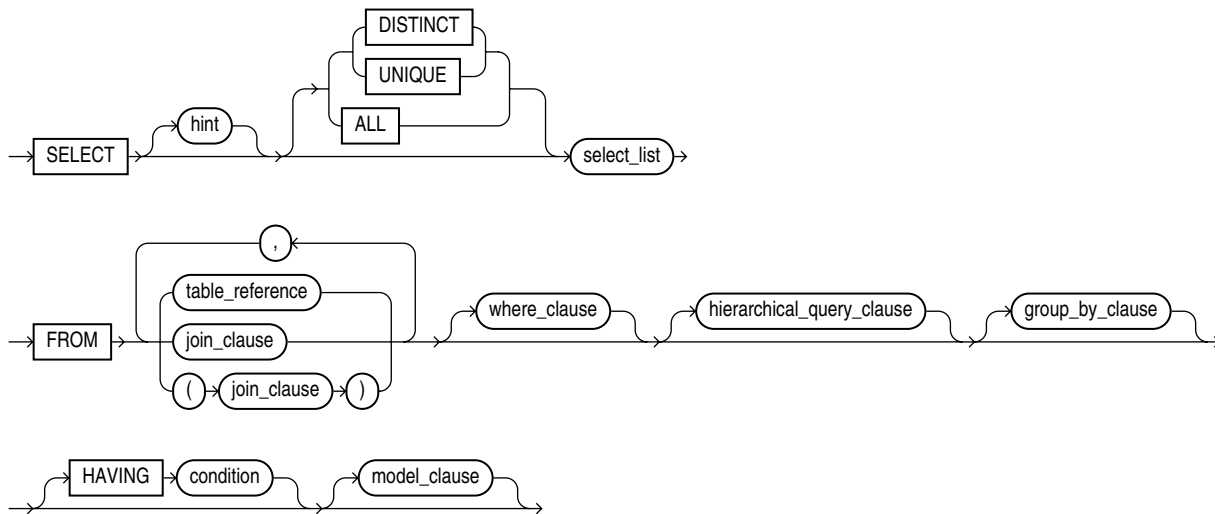 DISTINCT
UNIQUE
ALL
SELECT hint select_list
,
table_reference
FROM join_clause where_clause hierarchical_query_clause group_by_clause
( join_clause )
HAVING condition model_clause